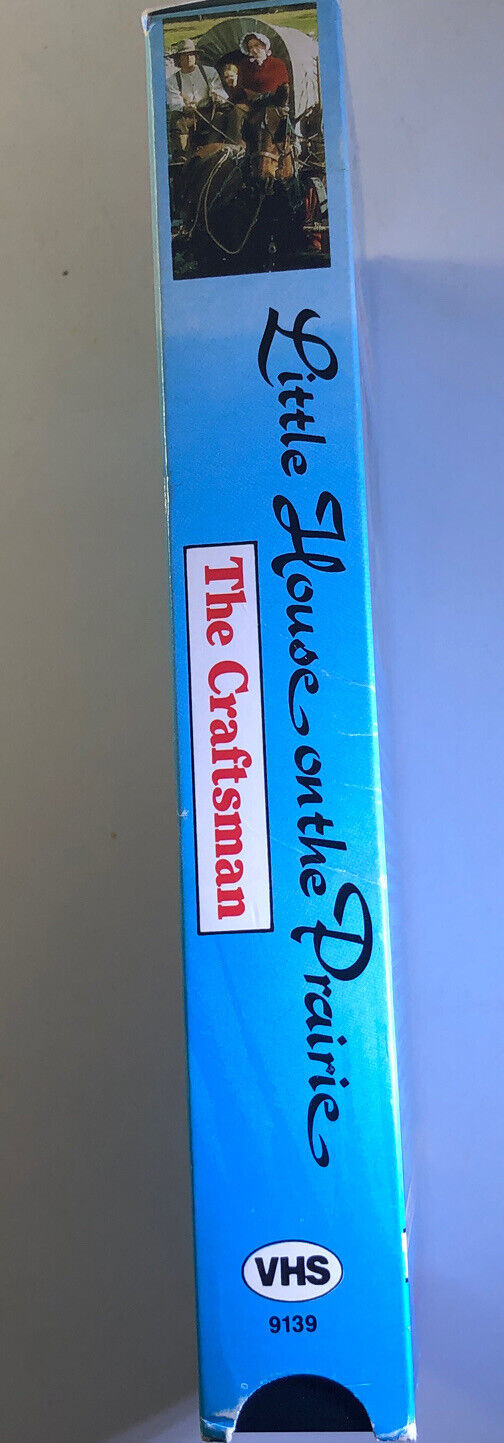 Little House on the Prairie
The Craftsman
VHS
9139